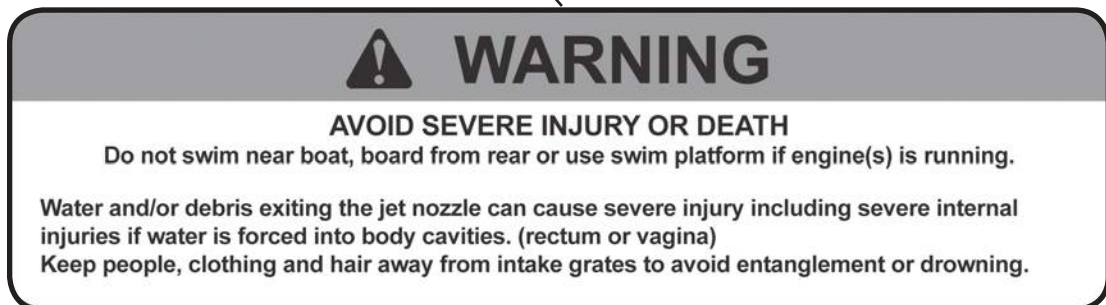 WARNING
AVOID SEVERE INJURY OR DEATH
Do not swim near boat, board from rear or use swim platform if engine(s) is running.
Water and/or debris exiting the jet nozzle can cause severe injury including severe internal
injuries if water is forced into body cavities. (rectum or vagina)
Keep people, clothing and hair away from intake grates to avoid entanglement or drowning.